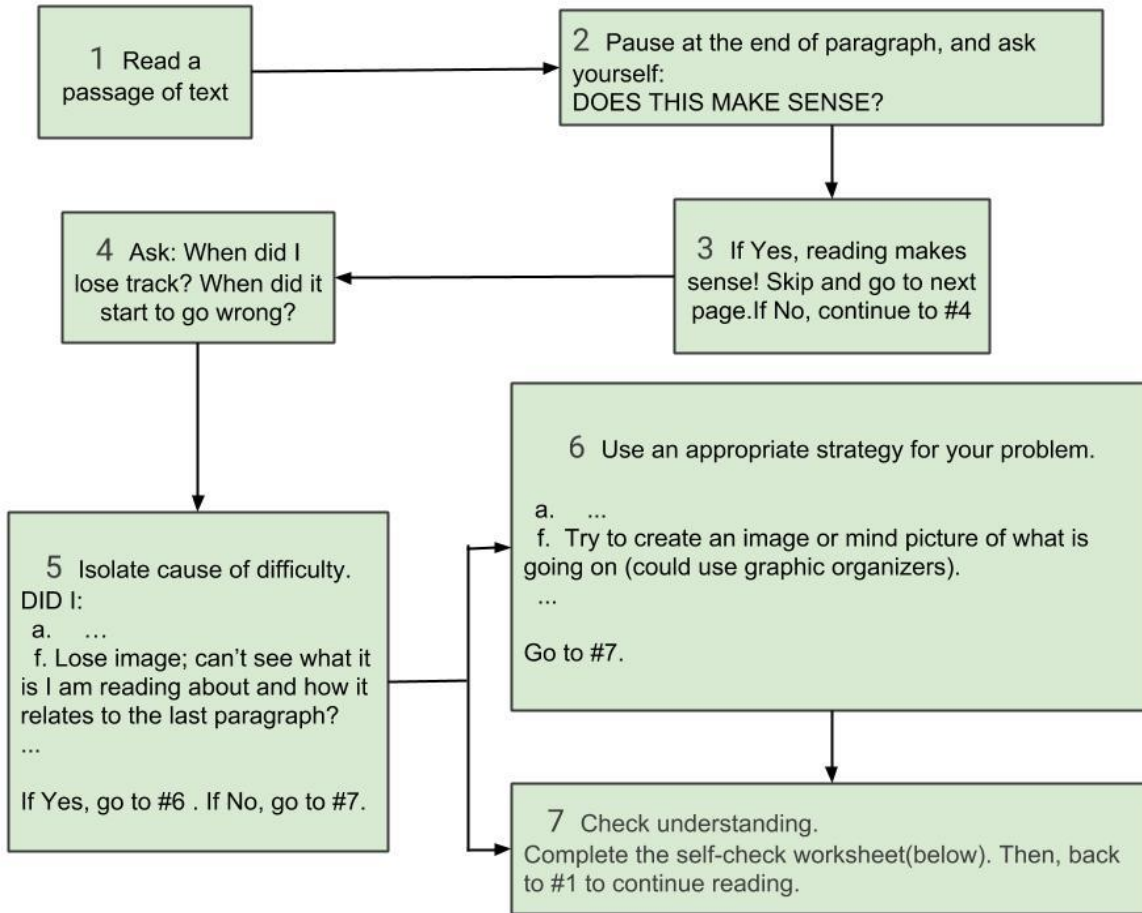 1 Read a
passage of text
2 Pause at the end of paragraph, and ask
yourself:
DOES THIS MAKE SENSE?
3 If Yes, reading makes
sense! Skip and go to next
page.If No, continue to #4
4 Ask: When did I
lose track? When did it
start to go wrong?
5 Isolate cause of difficulty.
DID I:
a. ...
f. Lose image; can't see what it
is I am reading about and how it
relates to the last paragraph?
...
If Yes, go to #6 . If No, go to #7.
6 Use an appropriate strategy for your problem.
a. ...
f. Try to create an image or mind picture of what is
going on (could use graphic organizers).
...
Go to #7.
7 Check understanding.
Complete the self-check worksheet(below). Then, back
to #1 to continue reading.